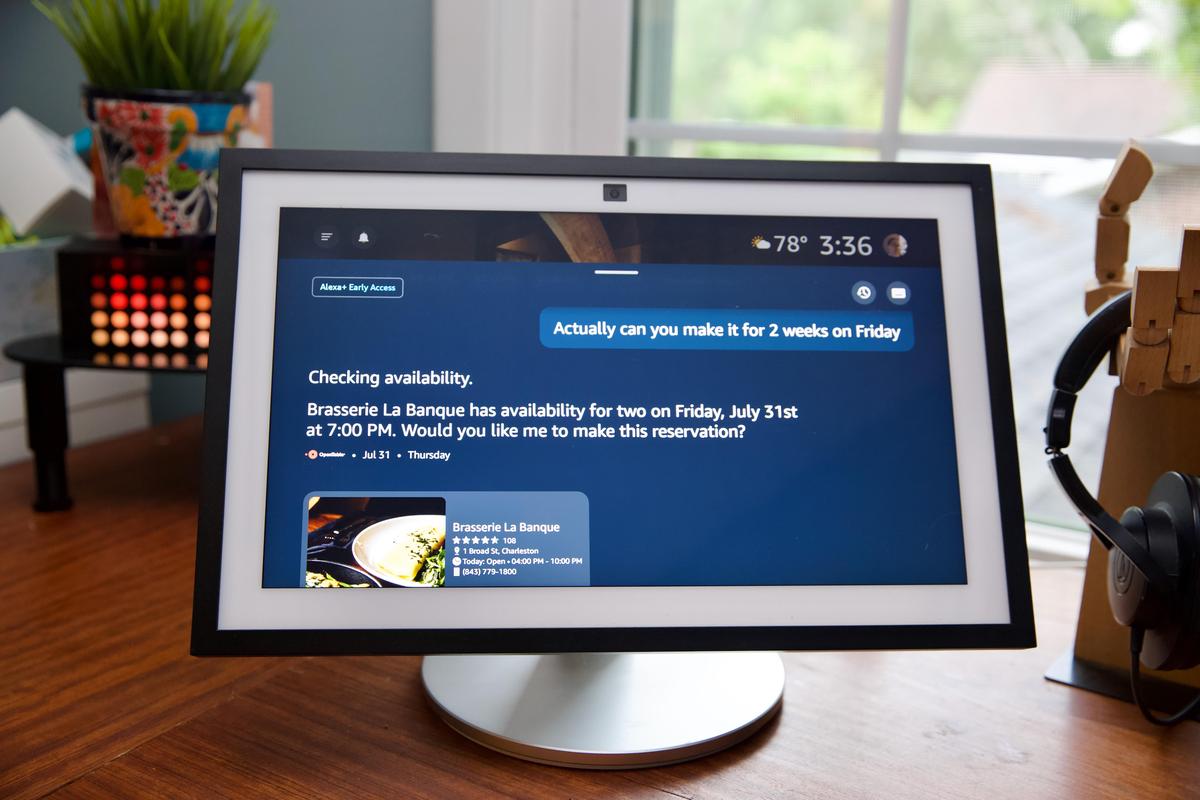 78° 3:36
Alexa+ Early Access
Actually can you make it for 2 weeks on Friday
Checking availability.
Brasserie La Banque has availability for two on Friday, July 31st
at 7:00 PM. Would you like me to make this reservation?
OpenTable • Jul 31 • Thursday
Brasserie La Banque
108
1 Broad St, Charleston
Today: Open • 04:00 PM - 10:00 PM
(843) 779-1800